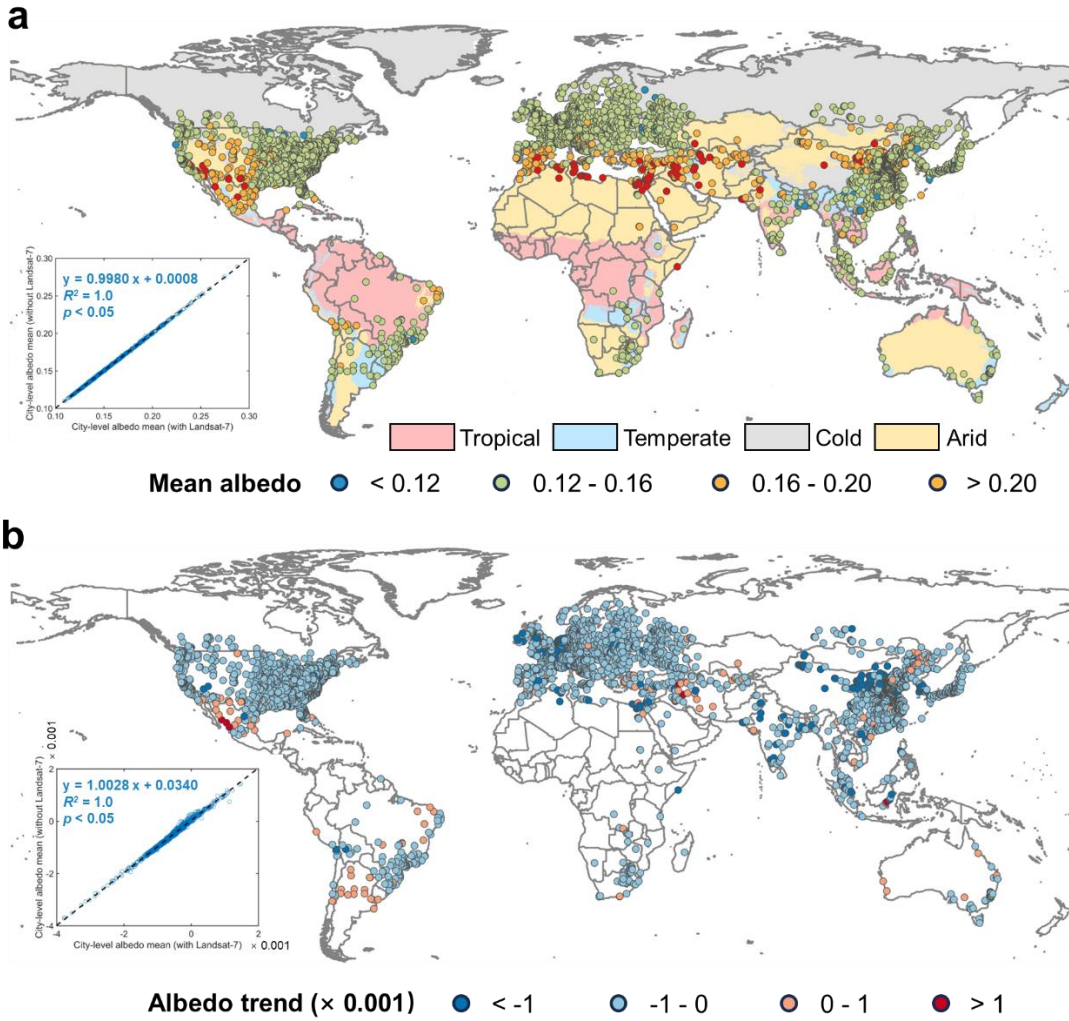 a
y = 0.9980 x + 0.0008
R² = 1.0
p < 0.05
City-level albedo mean (without Landsat-7)
0.30
0.25
0.20
0.15
0.10
0.10 0.15 0.20 0.25 0.30
City-level albedo mean (with Landsat-7)
Tropical Temperate Cold Arid
Mean albedo < 0.12 0.12 - 0.16 0.16 - 0.20 > 0.20
b
× 0.001
y = 1.0028 x + 0.0340
R² = 1.0
p < 0.05
City-level albedo mean (without Landsat-7)
2
0
-2
-4
-4 -2 0 2
City-level albedo mean (with Landsat-7) × 0.001
Albedo trend (× 0.001) < -1 -1 - 0 0 - 1 > 1